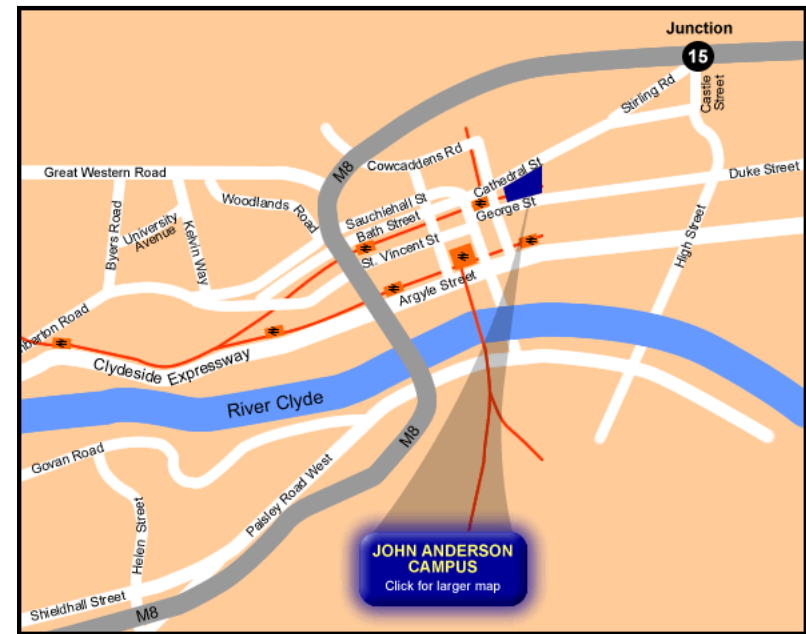 Junction
15
Stirling Rd
Castle
Street
M8
Cowcaddens Rd
Great Western Road
Duke Street
Cathedral St
Woodlands Road
Sauchiehall St
Bath Street
George St
Byers Road
University
Avenue
Kelvin Way
St. Vincent St
High Street
Argyle Street
Road
Clydeside Expressway
River Clyde
M8
Govan Road
Paisley Road West
Helen Street
JOHN ANDERSON
CAMPUS
Click for larger map
Shieldhall Street
M8